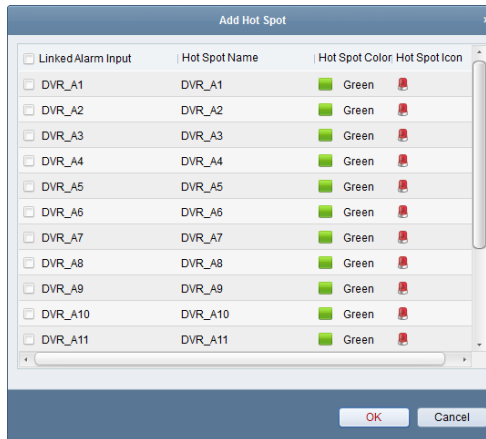 Add Hot Spot
Linked Alarm Input Hot Spot Name Hot Spot Color Hot Spot Icon
DVR_A1 DVR_A1 Green
DVR_A2 DVR_A2 Green
DVR_A3 DVR_A3 Green
DVR_A4 DVR_A4 Green
DVR_A5 DVR_A5 Green
DVR_A6 DVR_A6 Green
DVR_A7 DVR_A7 Green
DVR_A8 DVR_A8 Green
DVR_A9 DVR_A9 Green
DVR_A10 DVR_A10 Green
DVR_A11 DVR_A11 Green
OK Cancel